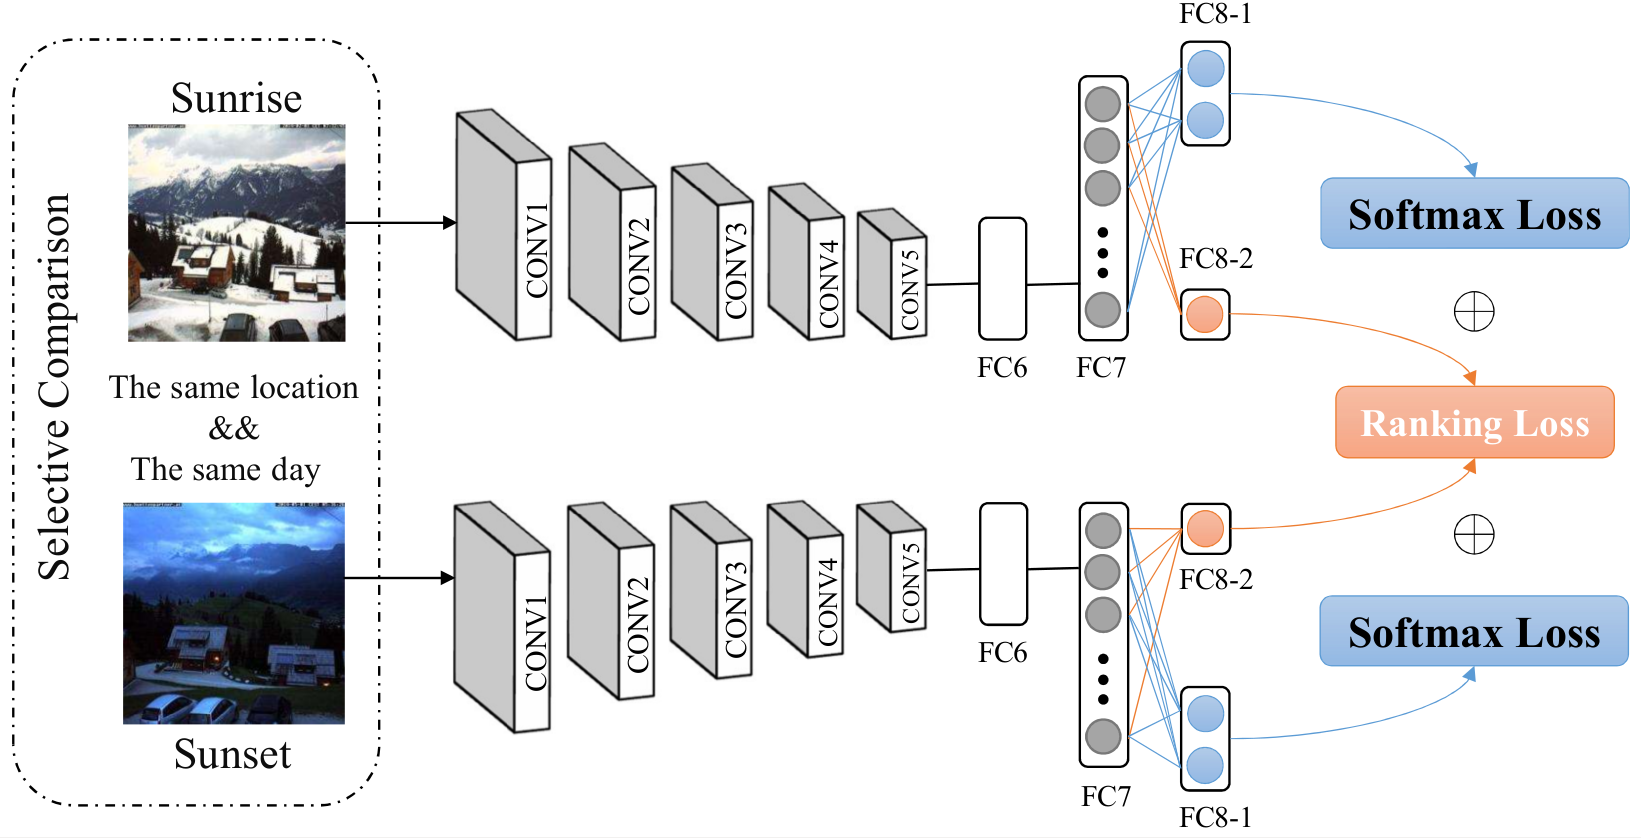 Selective Comparison
Sunrise
The same location
&&
The same day
Sunset
CONV1
CONV2
CONV3
CONV4
CONV5
FC6
FC7
FC8-1
FC8-2
Softmax Loss
Ranking Loss
CONV1
CONV2
CONV3
CONV4
CONV5
FC6
FC7
FC8-2
FC8-1
Softmax Loss